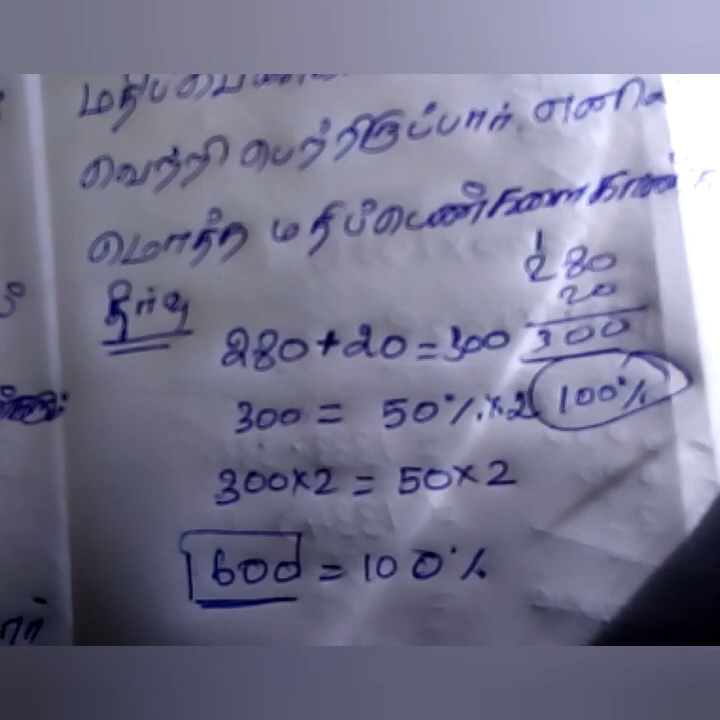 வெற்றி பெற்றிருப்பார் எனில்
மொத்த மதிப்பெண்களை காண்க
தீர்வு
1
280
20
300
280+20=300
300 = 50%×2 100%
300×2 = 50×2
600 = 100%